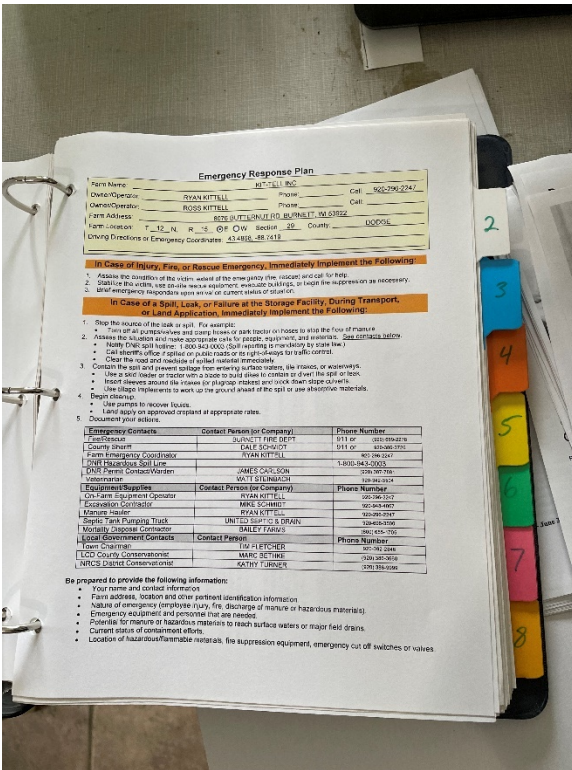 Emergency Response Plan
Farm Name: KIT-TELL INC
Owner/Operator: RYAN KITTELL Phone: Cell: 920-296-2247
Owner/Operator: ROSS KITTELL Phone: Cell:
Farm Address: 8076 BUTTERNUT RD, BURNETT, WI 53922
Farm Location: T 12 N, R 15 E W Section 29 County DODGE
Driving Directions or Emergency Coordinates: 43.4866, -88.7419
In Case of Injury, Fire, or Rescue Emergency, Immediately Implement the Following:
1. Assess the condition of the victim, extent of the emergency (fire, rescue) and call for help.
2. Stabilize the victim, use on-site rescue equipment, evacuate buildings, or begin fire suppression as necessary.
3. Brief emergency responders upon arrival on current status of situation.
In Case of a Spill, Leak, or Failure at the Storage Facility, During Transport,
or Land Application, Immediately Implement the Following:
1. Stop the source of the leak or spill. For example:
• Turn off all pumps/valves and clamp hoses or park tractor on hoses to stop the flow of manure.
2. Assess the situation and make appropriate calls for people, equipment, and materials. See contacts below.
• Notify DNR spill hotline: 1-800-943-0003 (Spill reporting is mandatory by state law.)
• Call sheriff's office if spilled on public roads or its right-of-ways for traffic control.
• Clear the road and roadside of spilled material immediately.
3. Contain the spill and prevent spillage from entering surface waters, tile intakes, or waterways.
• Use a skid loader or tractor with a blade to build dikes to contain or divert the spill or leak.
• Insert sleeves around tile intakes (or plug/cap intakes) and block down slope culverts.
• Use tillage implements to work up the ground ahead of the spill or use absorptive materials.
4. Begin cleanup.
• Use pumps to recover liquids.
• Land apply on approved cropland at appropriate rates.
5. Document your actions.
Emergency Contacts Contact Person (or Company) Phone Number
Fire/Rescue BURNETT FIRE DEPT 911 or
County Sheriff DALE SCHMIDT 911 or
Farm Emergency Coordinator RYAN KITTELL 920-296-2247
DNR Hazardous Spill Line 1-800-943-0003
DNR Permit Contact/Warden JAMES CARLSON
Veterinarian MATT STEINBACH
Equipment/Supplies Contact Person (or Company) Phone Number
On-Farm Equipment Operator RYAN KITTELL 920-296-2247
Excavation Contractor MIKE SCHMIDT
Manure Hauler RYAN KITTELL 920-296-2247
Septic Tank Pumping Truck UNITED SEPTIC & DRAIN
Mortality Disposal Contractor BAILEY FARMS
Local Government Contacts Contact Person Phone Number
Town Chairman TIM FLETCHER
LCD County Conservationist MARC BETHKE
NRCS District Conservationist KATHY TURNER
Be prepared to provide the following information:
• Your name and contact information
• Farm address, location and other pertinent identification information
• Nature of emergency (employee injury, fire, discharge of manure or hazardous materials).
• Emergency equipment and personnel that are needed.
• Potential for manure or hazardous materials to reach surface waters or major field drains.
• Current status of containment efforts.
• Location of hazardous/flammable materials, fire suppression equipment, emergency cut off switches or valves.
2
3
4
5
6
7
8
June